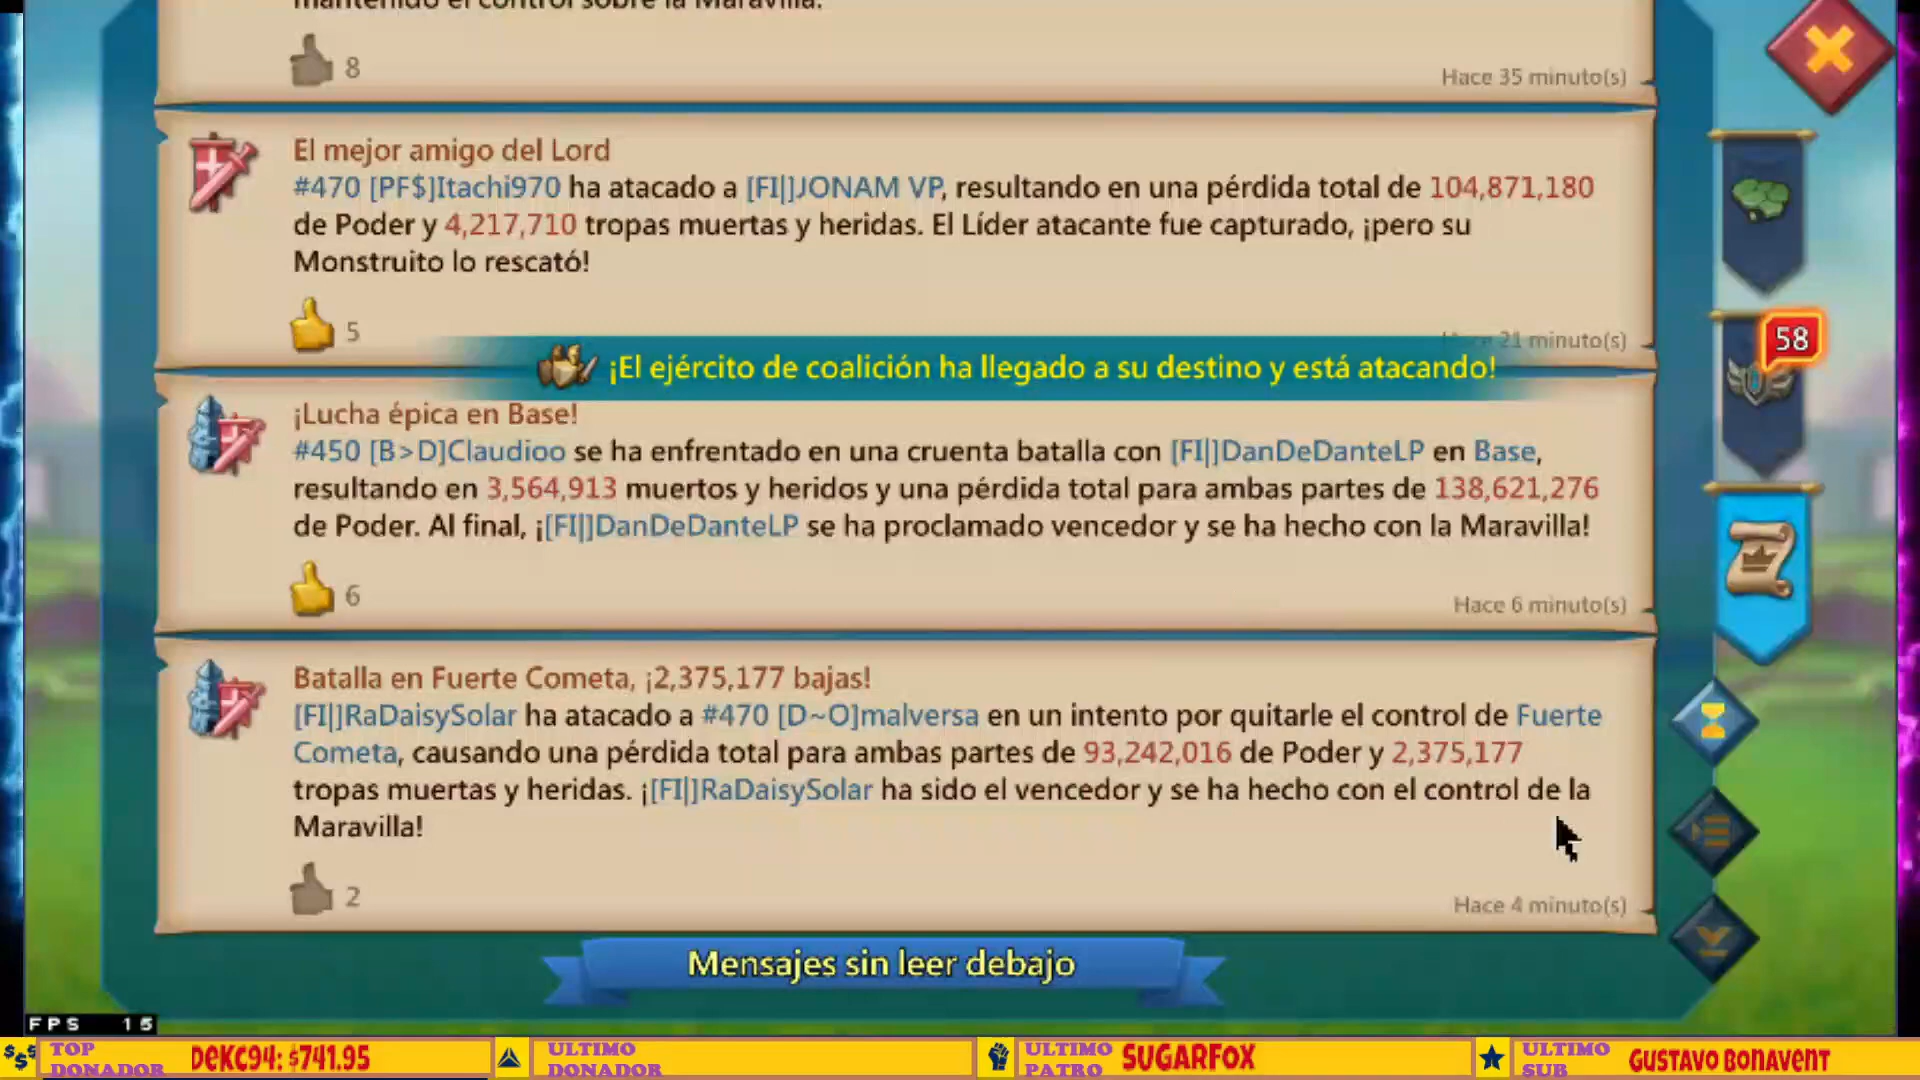 mantenido el control sobre la Maravilla.
8
Hace 35 minuto(s)
El mejor amigo del Lord
#470 [PF$]Itachi970 ha atacado a [FI|]JONAM VP, resultando en una pérdida total de 104,871,180
de Poder y 4,217,710 tropas muertas y heridas. El Líder atacante fue capturado, ¡pero su
Monstruito lo rescató!
5
Hace 21 minuto(s)
¡El ejército de coalición ha llegado a su destino y está atacando!
58
¡Lucha épica en Base!
#450 [B>D]Claudioo se ha enfrentado en una cruenta batalla con [FI|]DanDeDanteLP en Base,
resultando en 3,564,913 muertos y heridos y una pérdida total para ambas partes de 138,621,276
de Poder. Al final, ¡[FI|]DanDeDanteLP se ha proclamado vencedor y se ha hecho con la Maravilla!
6
Hace 6 minuto(s)
Batalla en Fuerte Cometa, ¡2,375,177 bajas!
[FI|]RaDaisySolar ha atacado a #470 [D~O]malversa en un intento por quitarle el control de Fuerte
Cometa, causando una pérdida total para ambas partes de 93,242,016 de Poder y 2,375,177
tropas muertas y heridas. ¡[FI|]RaDaisySolar ha sido el vencedor y se ha hecho con el control de la
Maravilla!
2
Hace 4 minuto(s)
Mensajes sin leer debajo
FPS 15
TOP DONADOR DEKC94: $741.95
ULTIMO DONADOR
ULTIMO PATRO SUGARFOX
ULTIMO SUB GUSTAVO BONAVENT